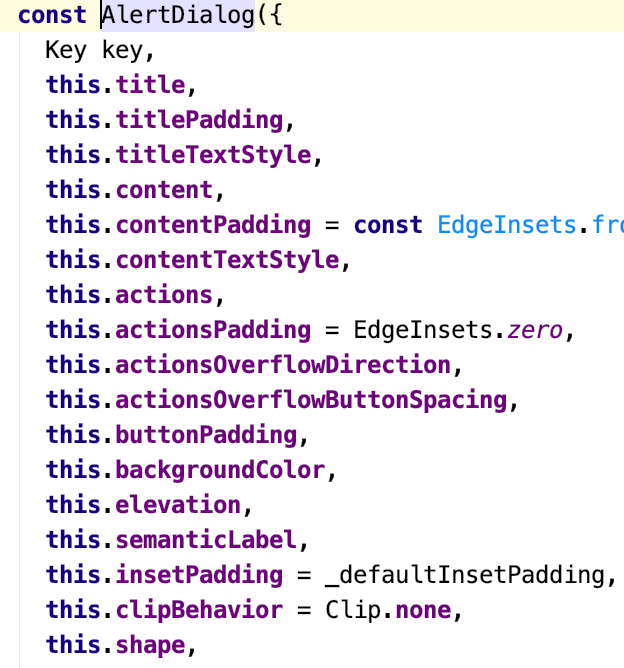 const AlertDialog({
Key key,
this.title,
this.titlePadding,
this.titleTextStyle,
this.content,
this.contentPadding = const EdgeInsets.fro
this.contentTextStyle,
this.actions,
this.actionsPadding = EdgeInsets.zero,
this.actionsOverflowDirection,
this.actionsOverflowButtonSpacing,
this.buttonPadding,
this.backgroundColor,
this.elevation,
this.semanticLabel,
this.insetPadding = _defaultInsetPadding,
this.clipBehavior = Clip.none,
this.shape,